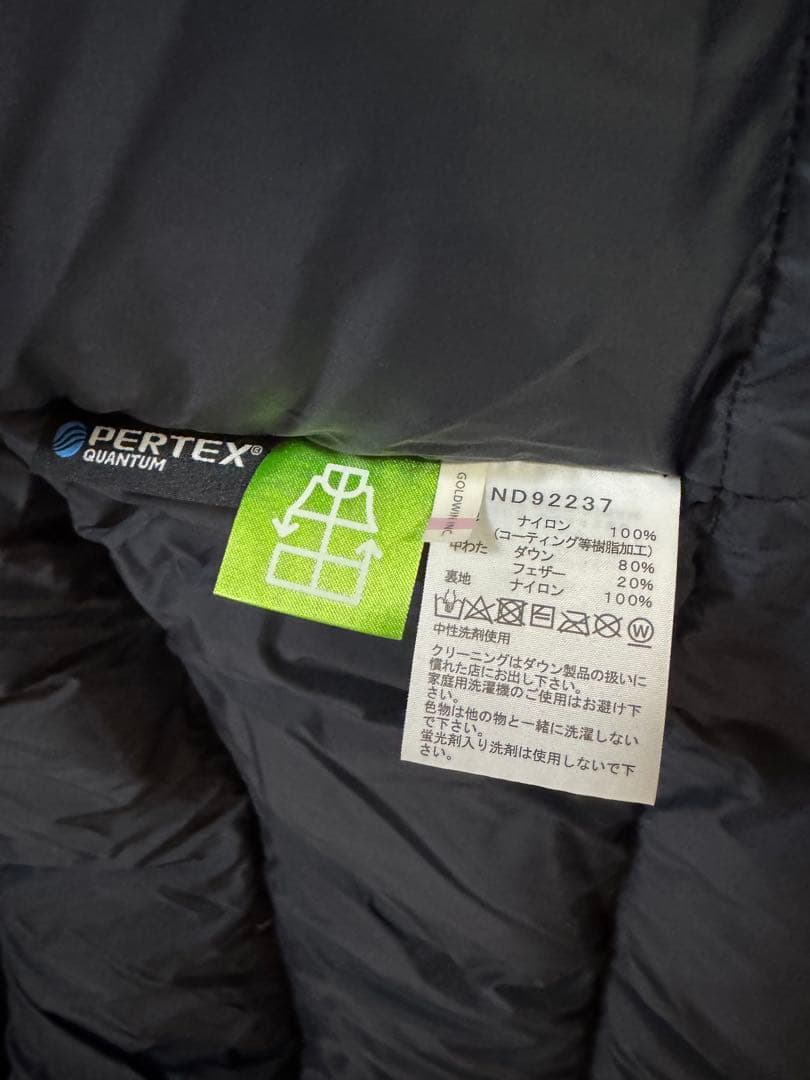 PERTEX®
QUANTUM
GOLDWIN INC
ND92237
ナイロン 100%
(コーティング等樹脂加工)
中わた ダウン 80%
フェザー 20%
裏地 ナイロン 100%
W
中性洗剤使用
クリーニングはダウン製品の扱いに
慣れた店にお出し下さい。
家庭用洗濯機のご使用はお避け下
さい。
色物は他の物と一緒に洗濯しない
で下さい。
蛍光剤入り洗剤は使用しないで下
さい。